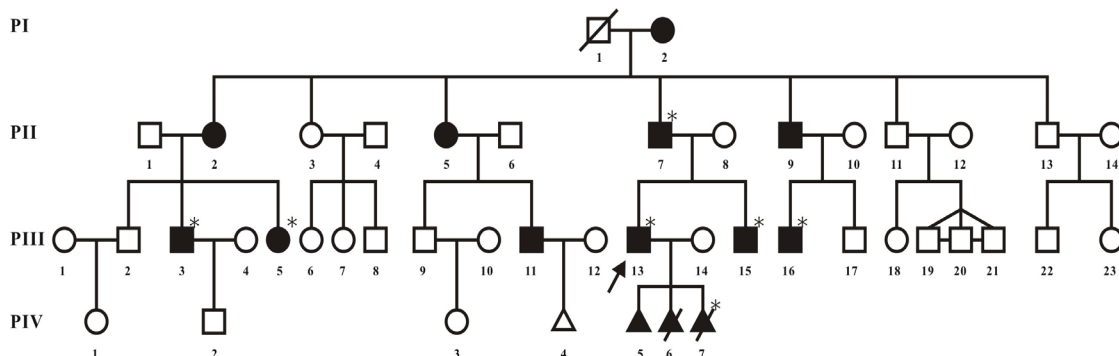 PI
1 2
PII
1 2 3 4 5 6 7 * 8 9 10 11 12 13 14
PIII
1 2 3 * 4 5 * 6 7 8 9 10 11 12 13 * 14 15 * 16 * 17 18 19 20 21 22 23
PIV
1 2 3 4 5 6 7 *